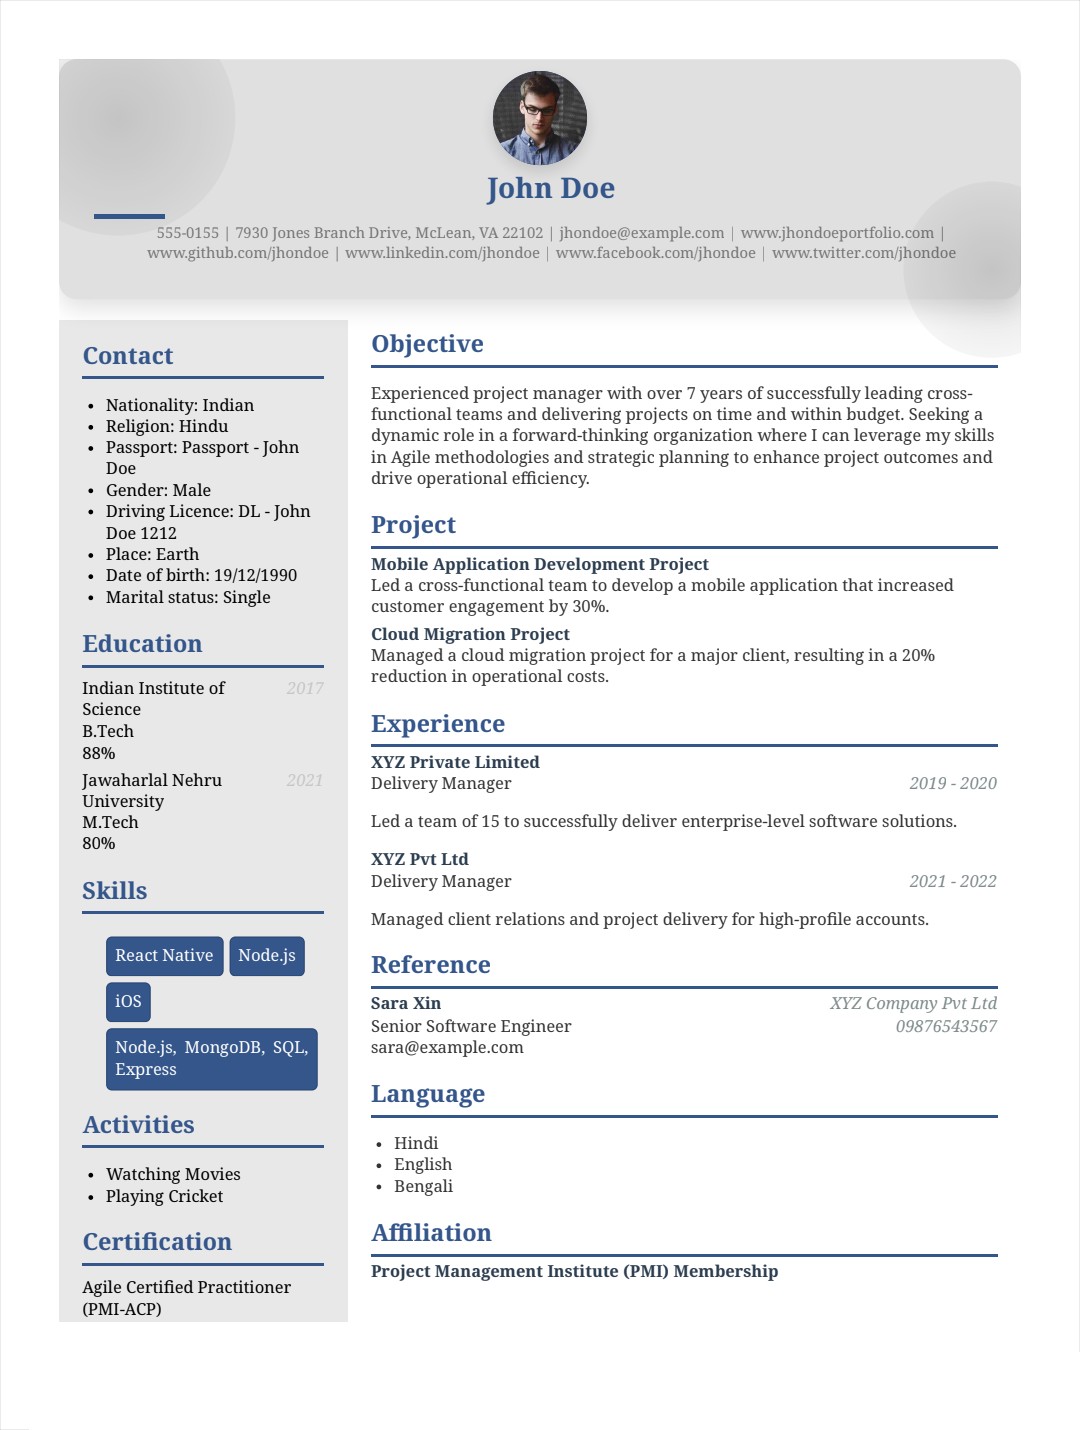 John Doe
555-0155 | 7930 Jones Branch Drive, McLean, VA 22102 | jhondoe@example.com | www.jhondoeportfolio.com |
www.github.com/jhondoe | www.linkedin.com/jhondoe | www.facebook.com/jhondoe | www.twitter.com/jhondoe
Contact
• Nationality: Indian
• Religion: Hindu
• Passport: Passport - John
Doe
• Gender: Male
• Driving Licence: DL - John
Doe 1212
• Place: Earth
• Date of birth: 19/12/1990
• Marital status: Single
Education
Indian Institute of 2017
Science
B.Tech
88%
Jawaharlal Nehru 2021
University
M.Tech
80%
Skills
React Native Node.js
iOS
Node.js, MongoDB, SQL,
Express
Activities
• Watching Movies
• Playing Cricket
Certification
Agile Certified Practitioner
(PMI-ACP)
Objective
Experienced project manager with over 7 years of successfully leading cross-
functional teams and delivering projects on time and within budget. Seeking a
dynamic role in a forward-thinking organization where I can leverage my skills
in Agile methodologies and strategic planning to enhance project outcomes and
drive operational efficiency.
Project
Mobile Application Development Project
Led a cross-functional team to develop a mobile application that increased
customer engagement by 30%.
Cloud Migration Project
Managed a cloud migration project for a major client, resulting in a 20%
reduction in operational costs.
Experience
XYZ Private Limited
Delivery Manager 2019 - 2020
Led a team of 15 to successfully deliver enterprise-level software solutions.
XYZ Pvt Ltd
Delivery Manager 2021 - 2022
Managed client relations and project delivery for high-profile accounts.
Reference
Sara Xin XYZ Company Pvt Ltd
Senior Software Engineer 09876543567
sara@example.com
Language
• Hindi
• English
• Bengali
Affiliation
Project Management Institute (PMI) Membership